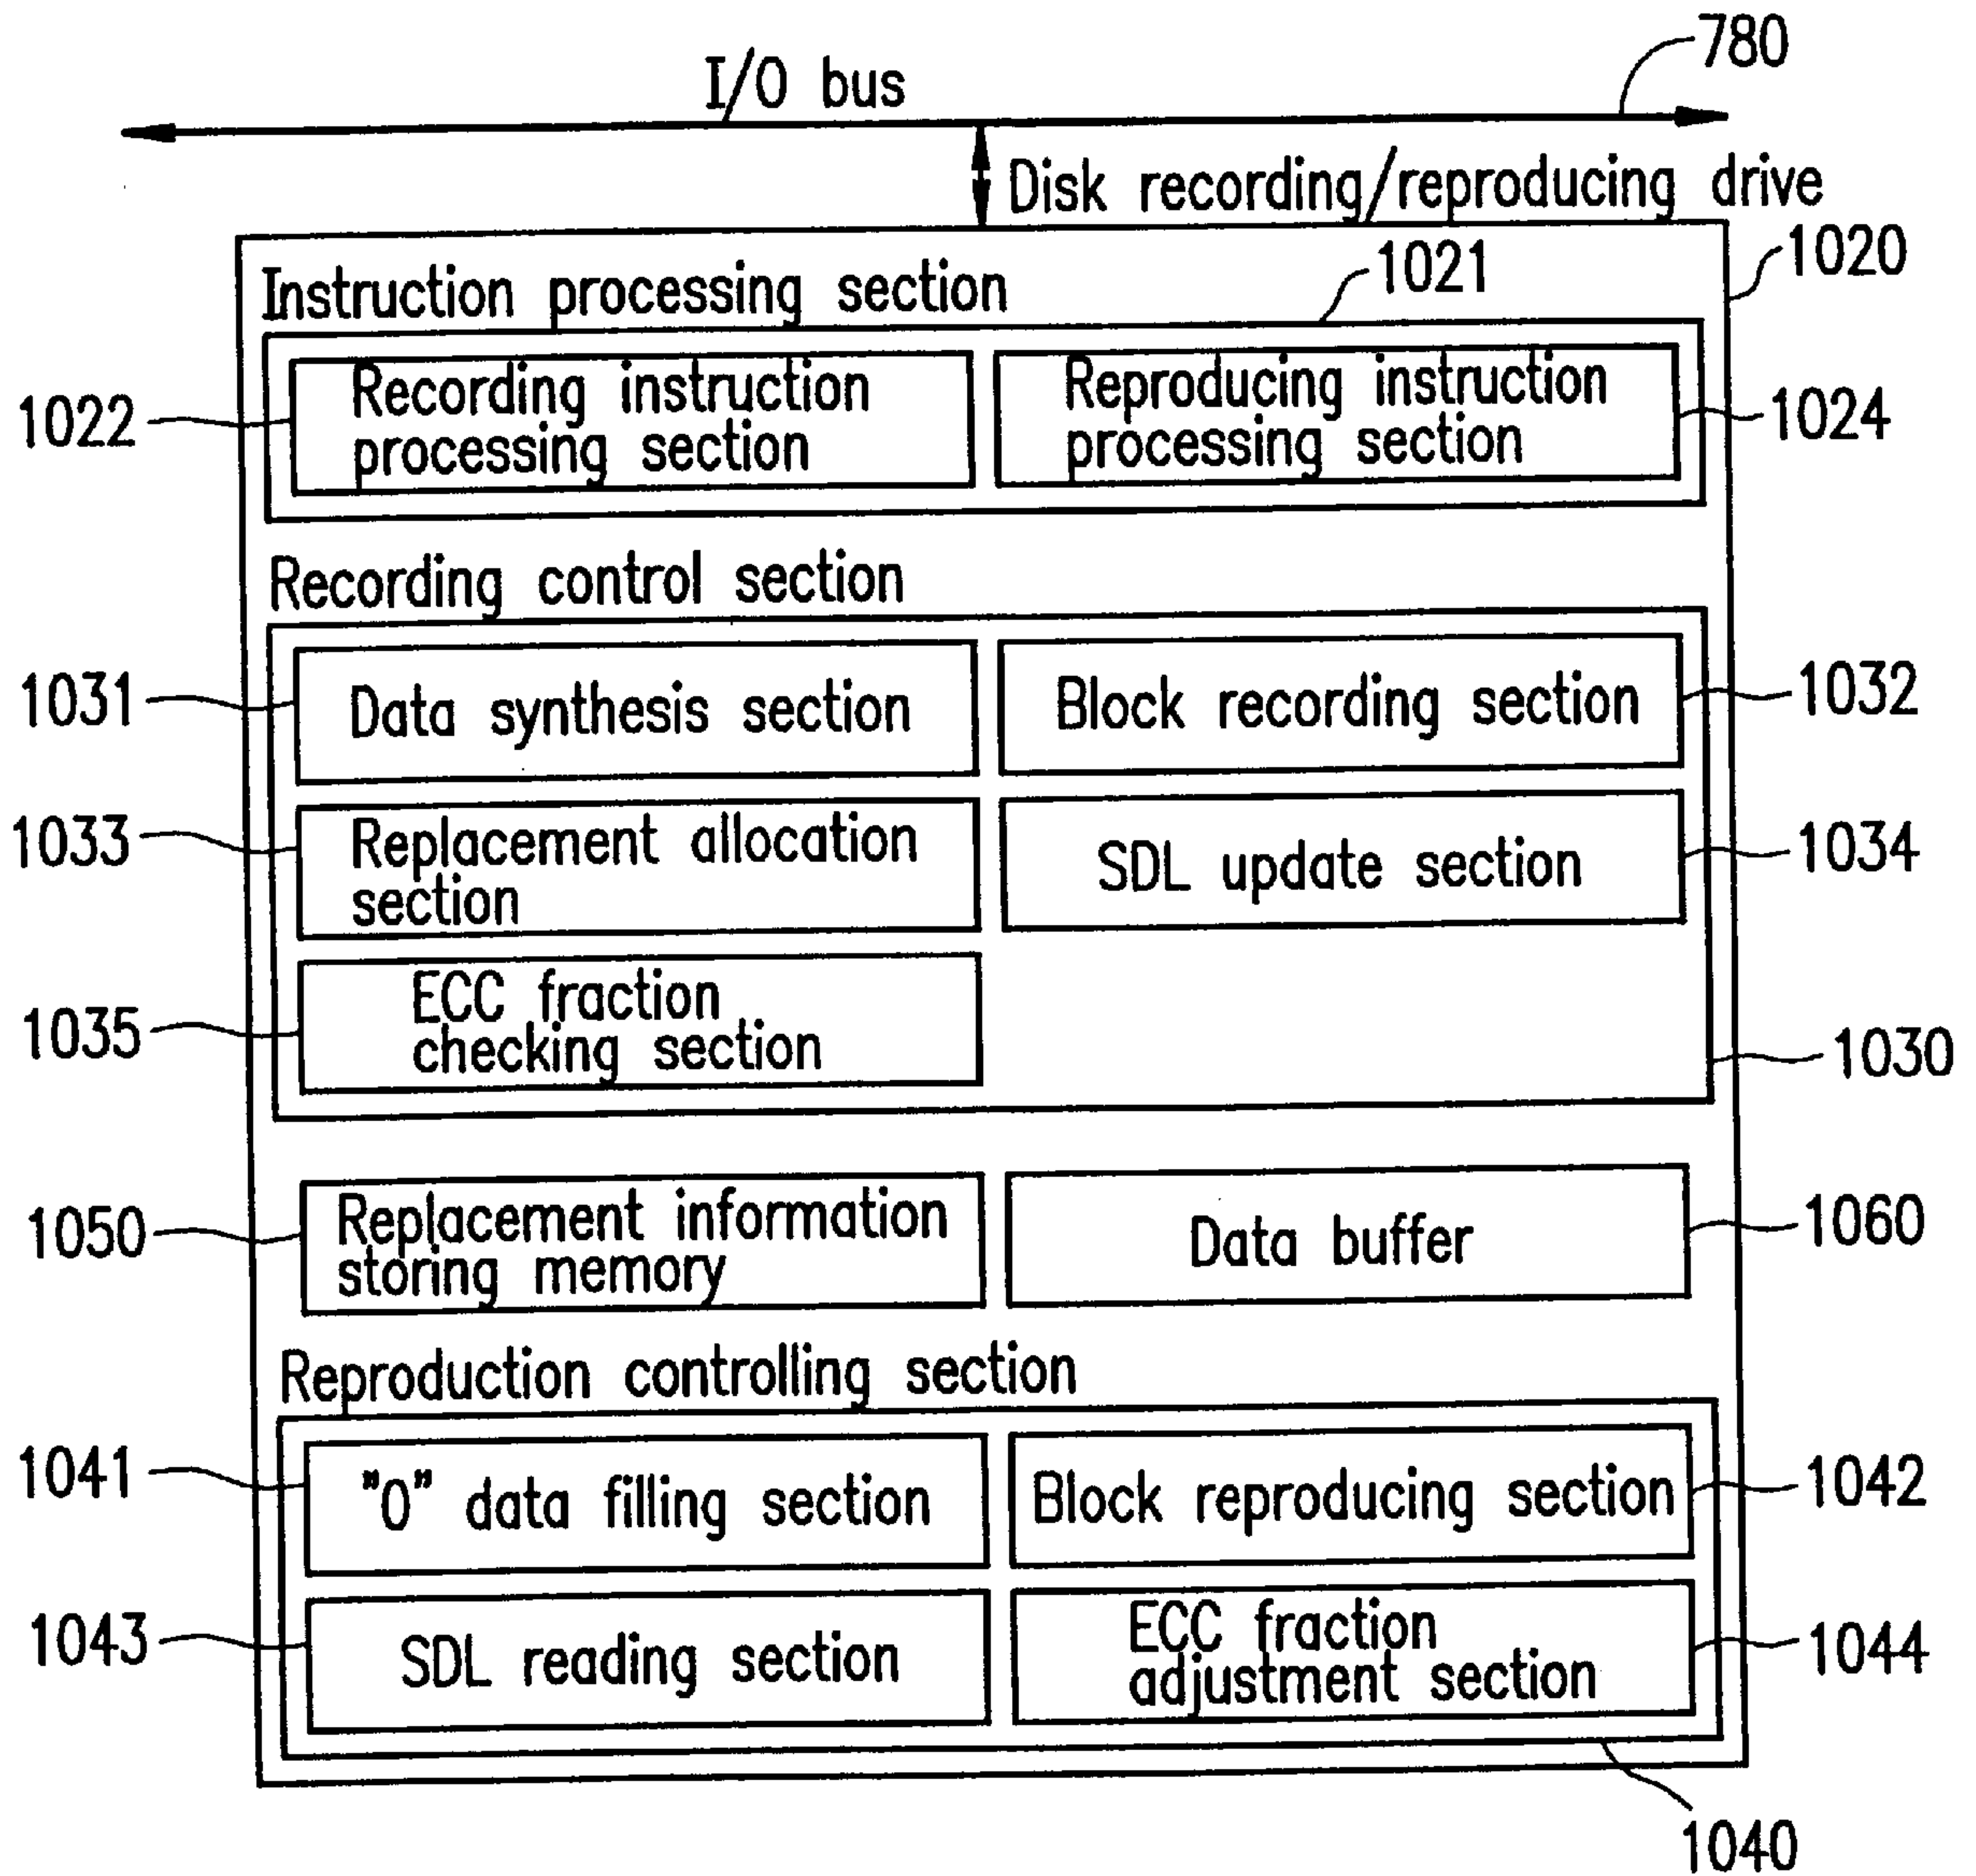 780
I/O bus
Disk recording/reproducing drive
1020
Instruction processing section
1021
1022
Recording instruction
processing section
Reproducing instruction
processing section
1024
Recording control section
1031
Data synthesis section
Block recording section
1032
1033
Replacement allocation
section
SDL update section
1034
1035
ECC fraction
checking section
1030
1050
Replacement information
storing memory
Data buffer
1060
Reproduction controlling section
1041
"0" data filling section
Block reproducing section
1042
1043
SDL reading section
ECC fraction
adjustment section
1044
1040